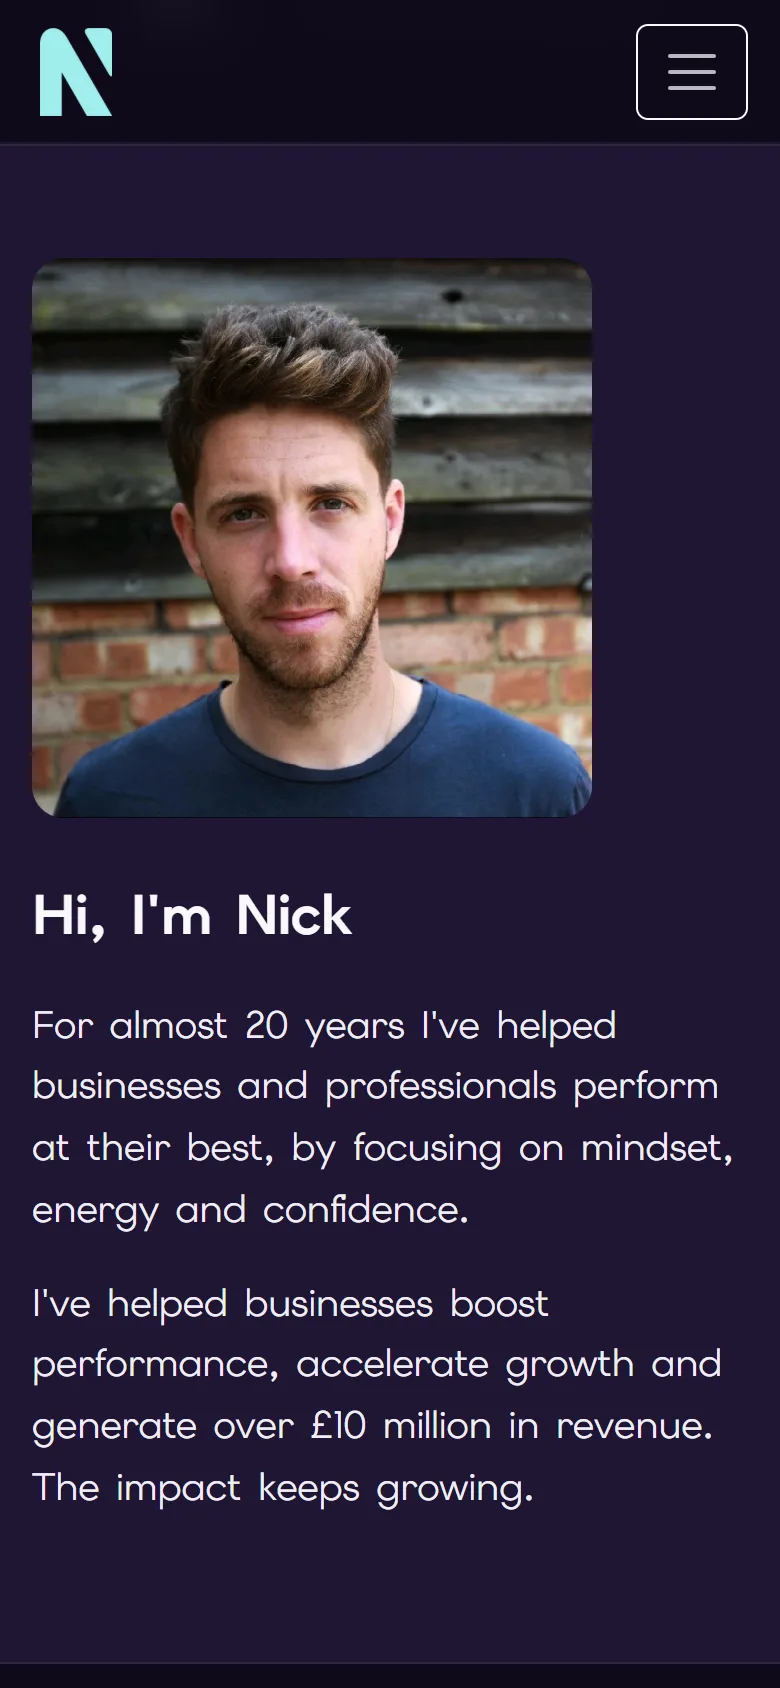 N
Hi, I'm Nick
For almost 20 years I've helped
businesses and professionals perform
at their best, by focusing on mindset,
energy and confidence.
I've helped businesses boost
performance, accelerate growth and
generate over £10 million in revenue.
The impact keeps growing.